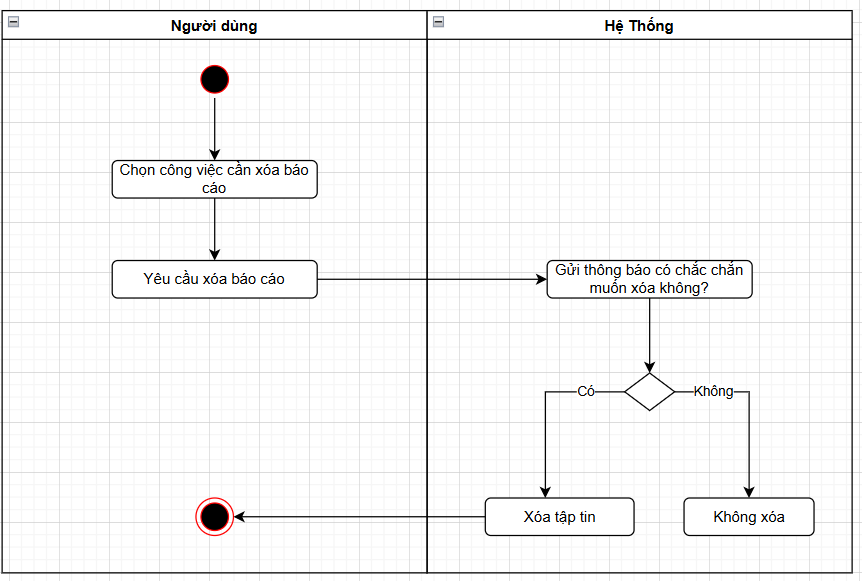 Người dùng
Hệ Thống
Chọn công việc cần xóa báo
cáo
Yêu cầu xóa báo cáo
Gửi thông báo có chắc chắn
muốn xóa không?
Có
Không
Xóa tập tin
Không xóa